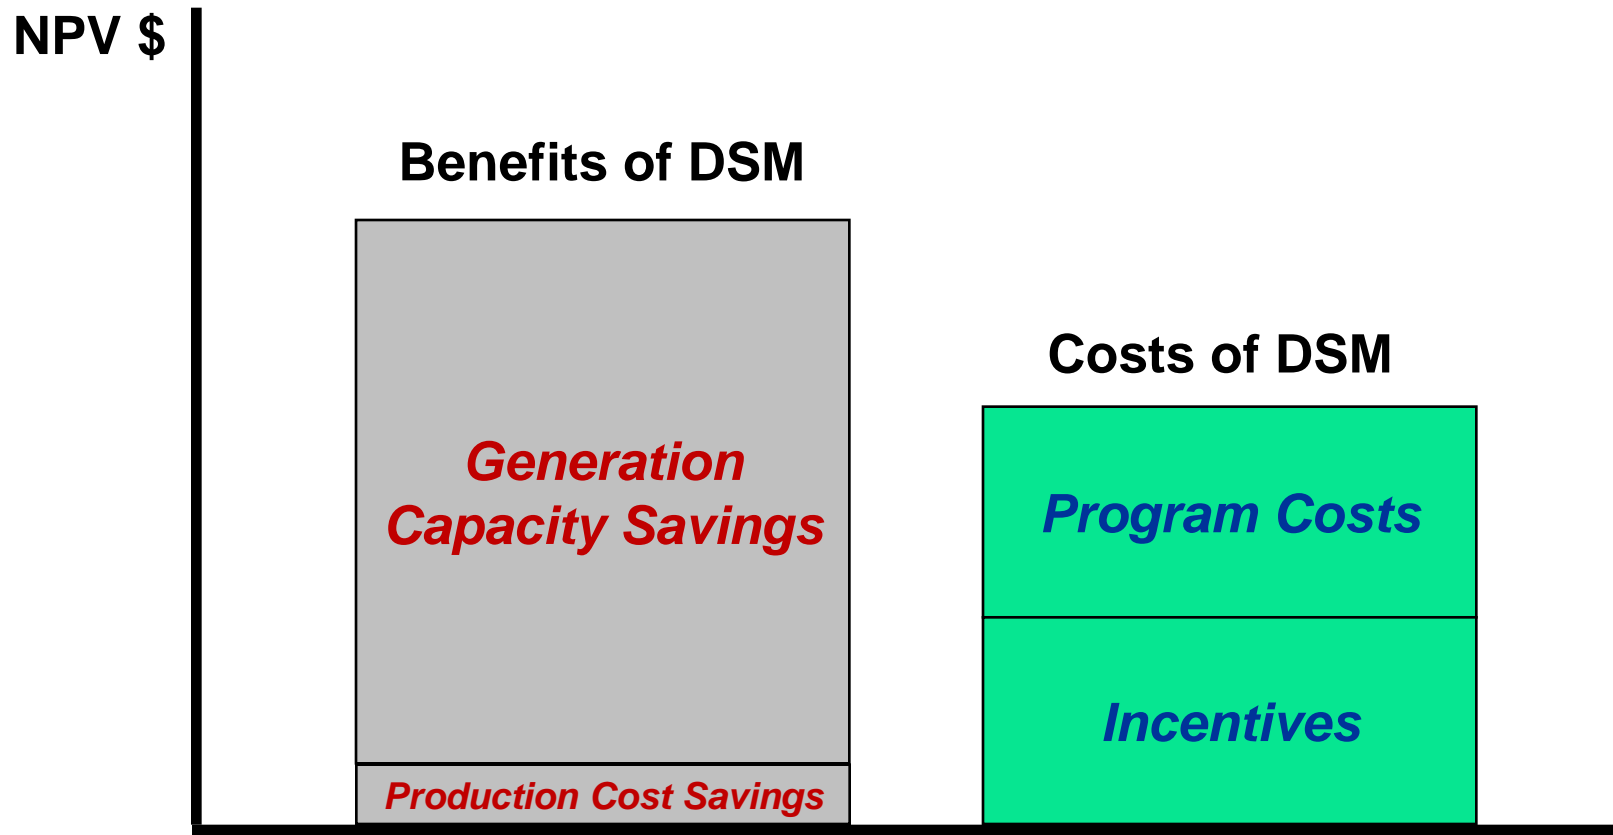 NPV $
Benefits of DSM
Generation
Capacity Savings
Production Cost Savings
Costs of DSM
Program Costs
Incentives